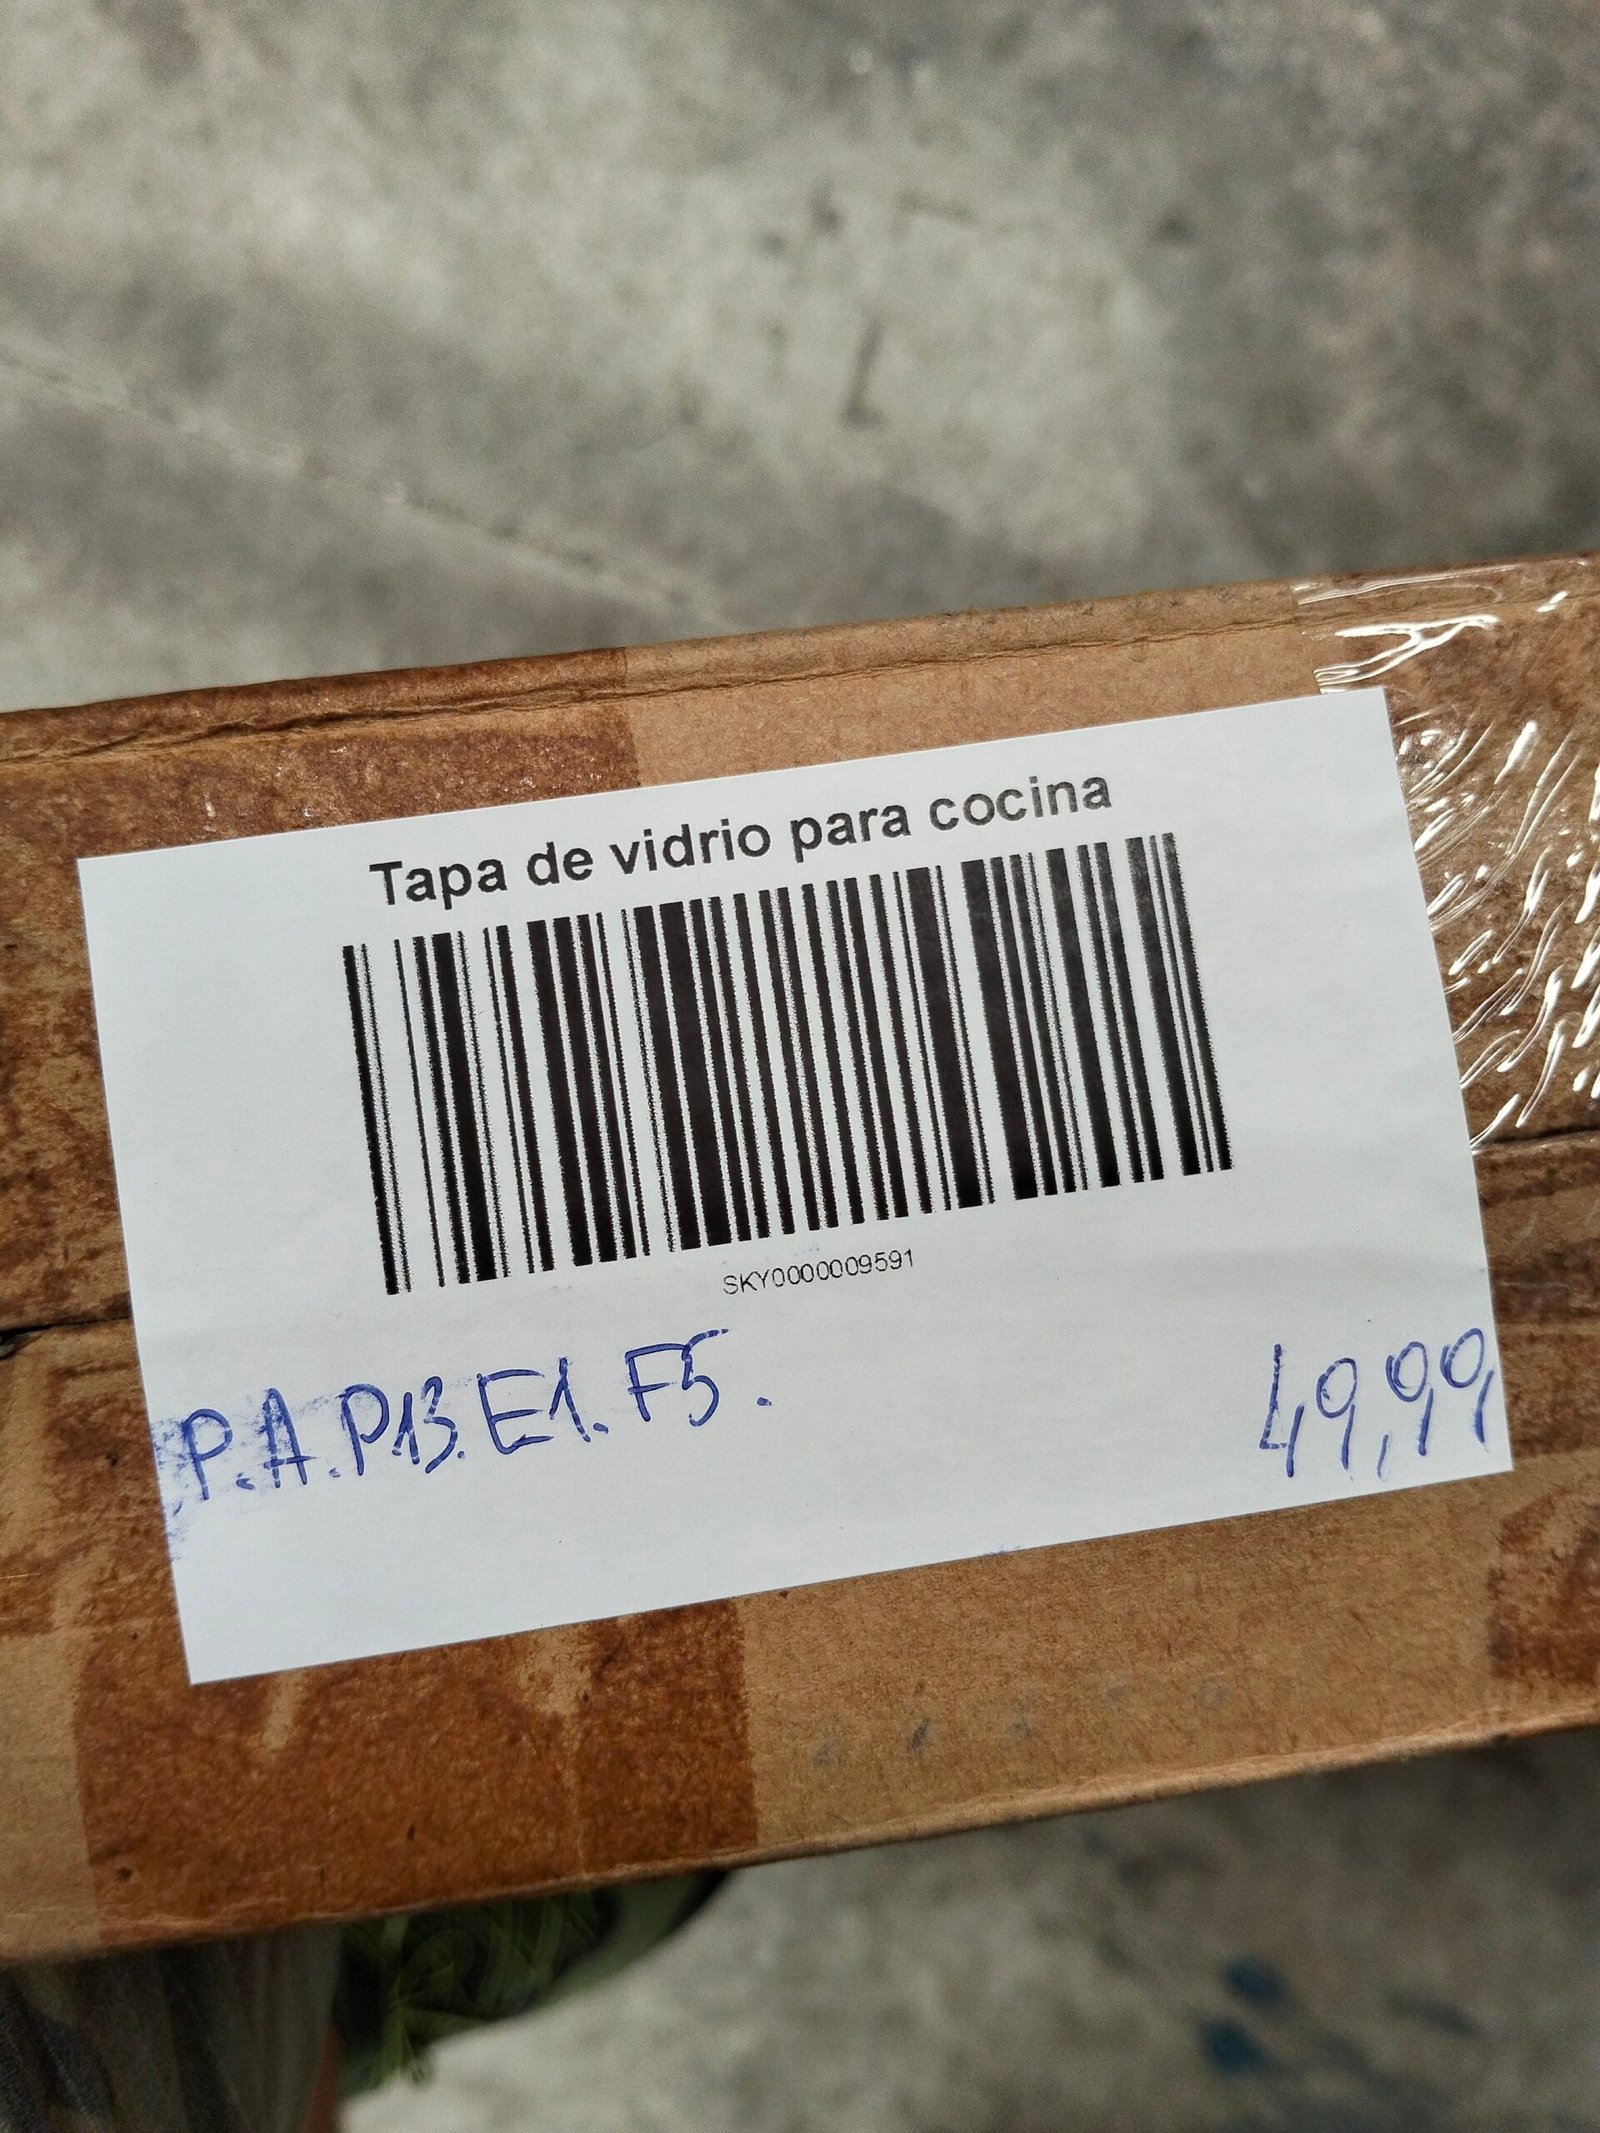 Tapa de vidrio para cocina
SKY0000009591
P.A.P13.E1.F5.
49,99